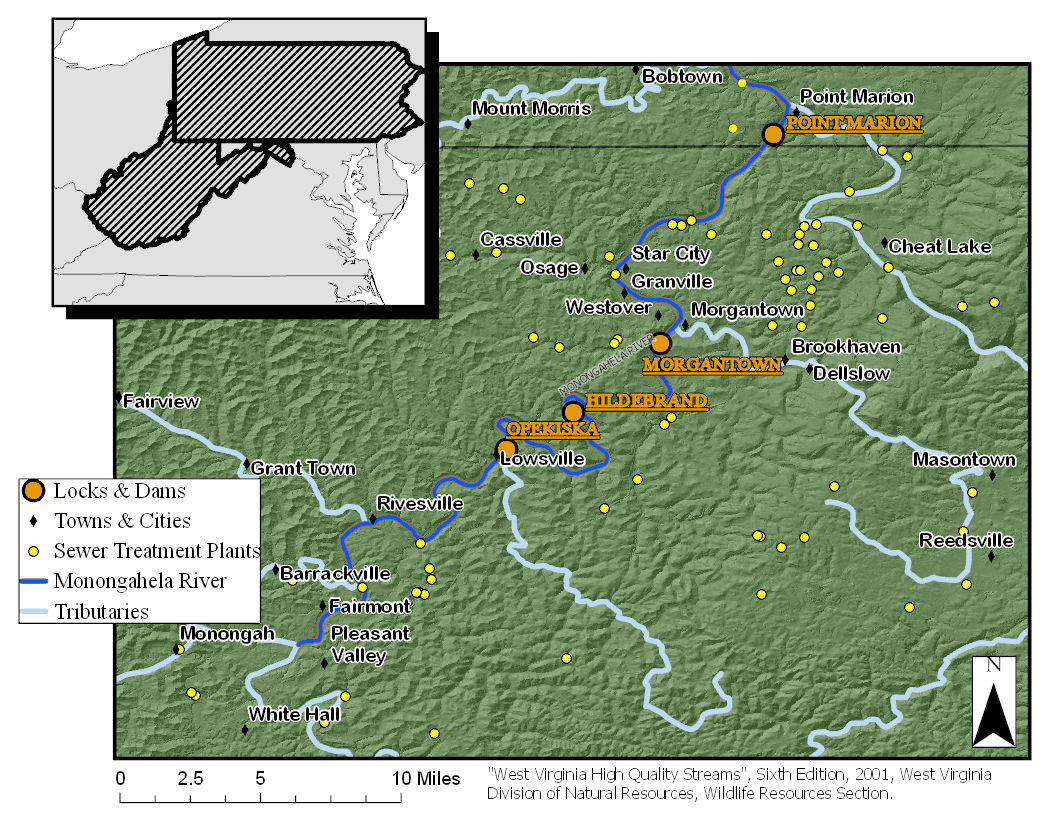 Bobtown
Point Marion
Mount Morris
POINT MARION
Cassville
Cheat Lake
Star City
Osage
Granville
Westover
Morgantown
MONONGAHELA RIVER
Brookhaven
MORGANTOWN
Dellslow
Fairview
HILDEBRAND
OPEKISKA
Lowsville
Masontown
Grant Town
Rivesville
Reedsville
Barrackville
Fairmont
Monongah
Pleasant
Valley
White Hall
Locks & Dams
Towns & Cities
Sewer Treatment Plants
Monongahela River
Tributaries
N
0 2.5 5 10 Miles
"West Virginia High Quality Streams", Sixth Edition, 2001, West Virginia
Division of Natural Resources, Wildlife Resources Section.